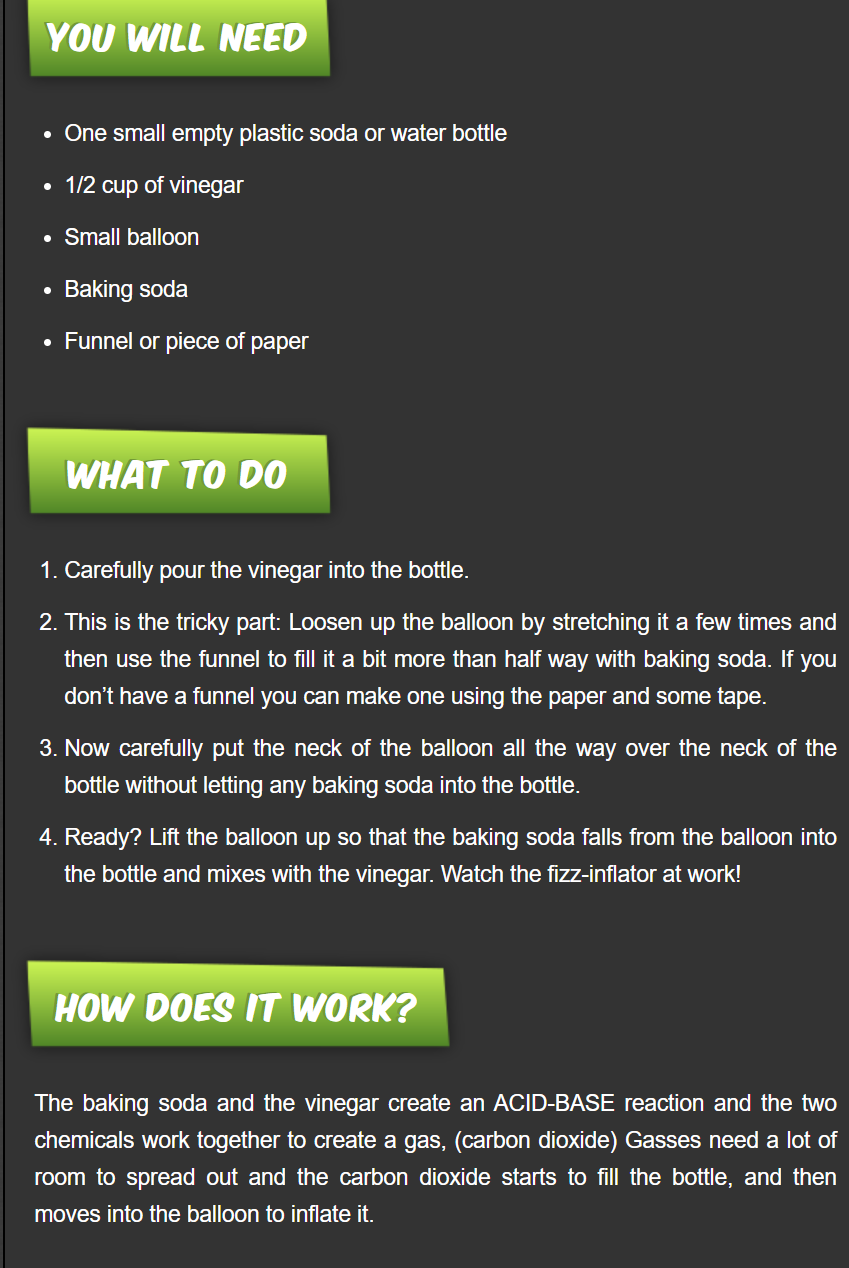 YOU WILL NEED
• One small empty plastic soda or water bottle
• 1/2 cup of vinegar
• Small balloon
• Baking soda
• Funnel or piece of paper
WHAT TO DO
1. Carefully pour the vinegar into the bottle.
2. This is the tricky part: Loosen up the balloon by stretching it a few times and
then use the funnel to fill it a bit more than half way with baking soda. If you
don’t have a funnel you can make one using the paper and some tape.
3. Now carefully put the neck of the balloon all the way over the neck of the
bottle without letting any baking soda into the bottle.
4. Ready? Lift the balloon up so that the baking soda falls from the balloon into
the bottle and mixes with the vinegar. Watch the fizz-inflator at work!
HOW DOES IT WORK?
The baking soda and the vinegar create an ACID-BASE reaction and the two
chemicals work together to create a gas, (carbon dioxide) Gasses need a lot of
room to spread out and the carbon dioxide starts to fill the bottle, and then
moves into the balloon to inflate it.